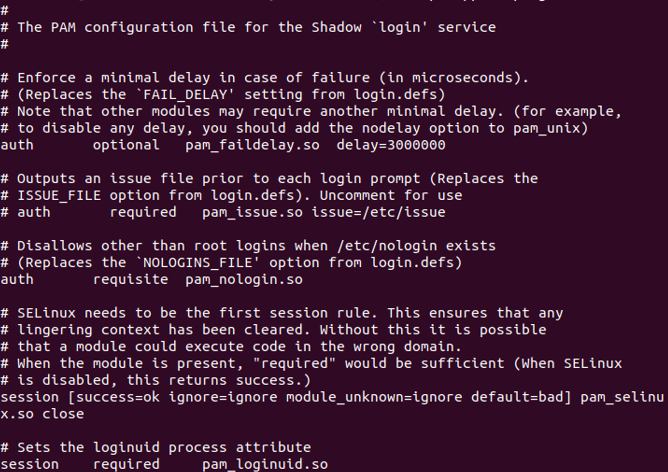 #
# The PAM configuration file for the Shadow `login' service
#
# Enforce a minimal delay in case of failure (in microseconds).
# (Replaces the `FAIL_DELAY' setting from login.defs)
# Note that other modules may require another minimal delay. (for example,
# to disable any delay, you should add the nodelay option to pam_unix)
auth       optional   pam_faildelay.so  delay=3000000
# Outputs an issue file prior to each login prompt (Replaces the
# ISSUE_FILE option from login.defs). Uncomment for use
# auth       required   pam_issue.so issue=/etc/issue
# Disallows other than root logins when /etc/nologin exists
# (Replaces the `NOLOGINS_FILE' option from login.defs)
auth       requisite  pam_nologin.so
# SELinux needs to be the first session rule. This ensures that any
# lingering context has been cleared. Without this it is possible
# that a module could execute code in the wrong domain.
# When the module is present, "required" would be sufficient (When SELinux
# is disabled, this returns success.)
session [success=ok ignore=ignore module_unknown=ignore default=bad] pam_selinu
x.so close
# Sets the loginuid process attribute
session    required     pam_loginuid.so